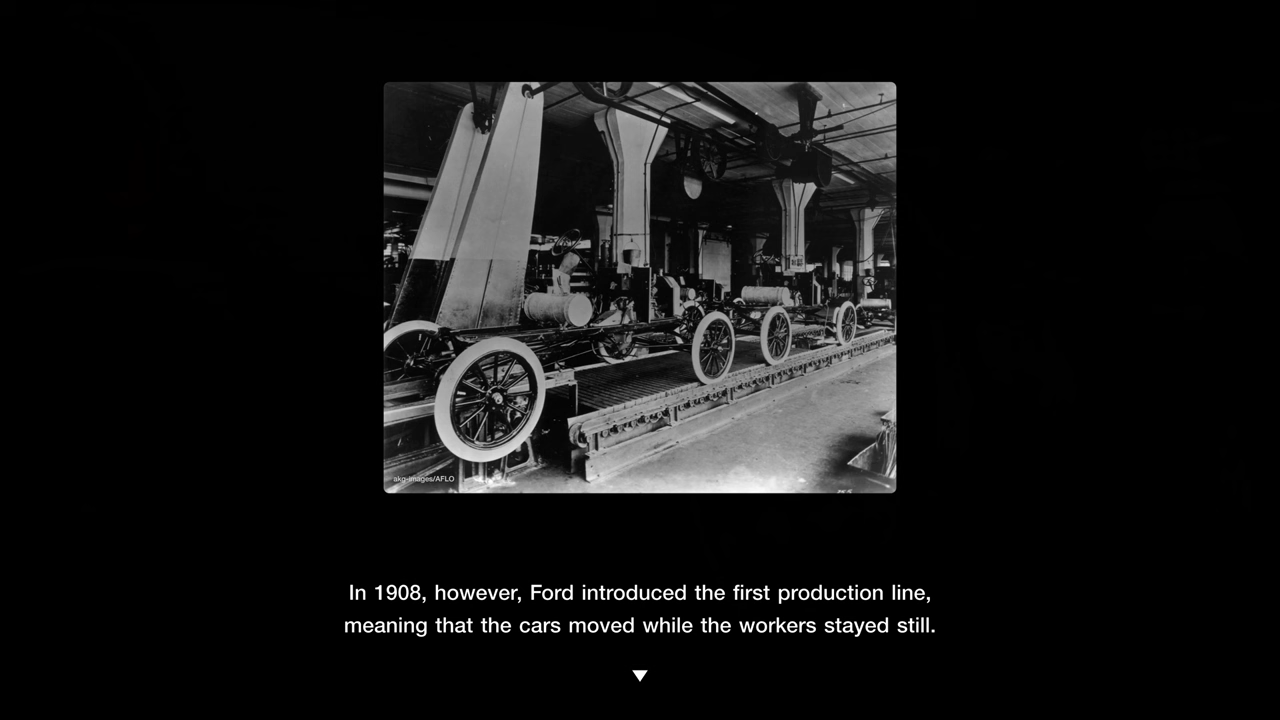 akg-images/AFLO
In 1908, however, Ford introduced the first production line,
meaning that the cars moved while the workers stayed still.